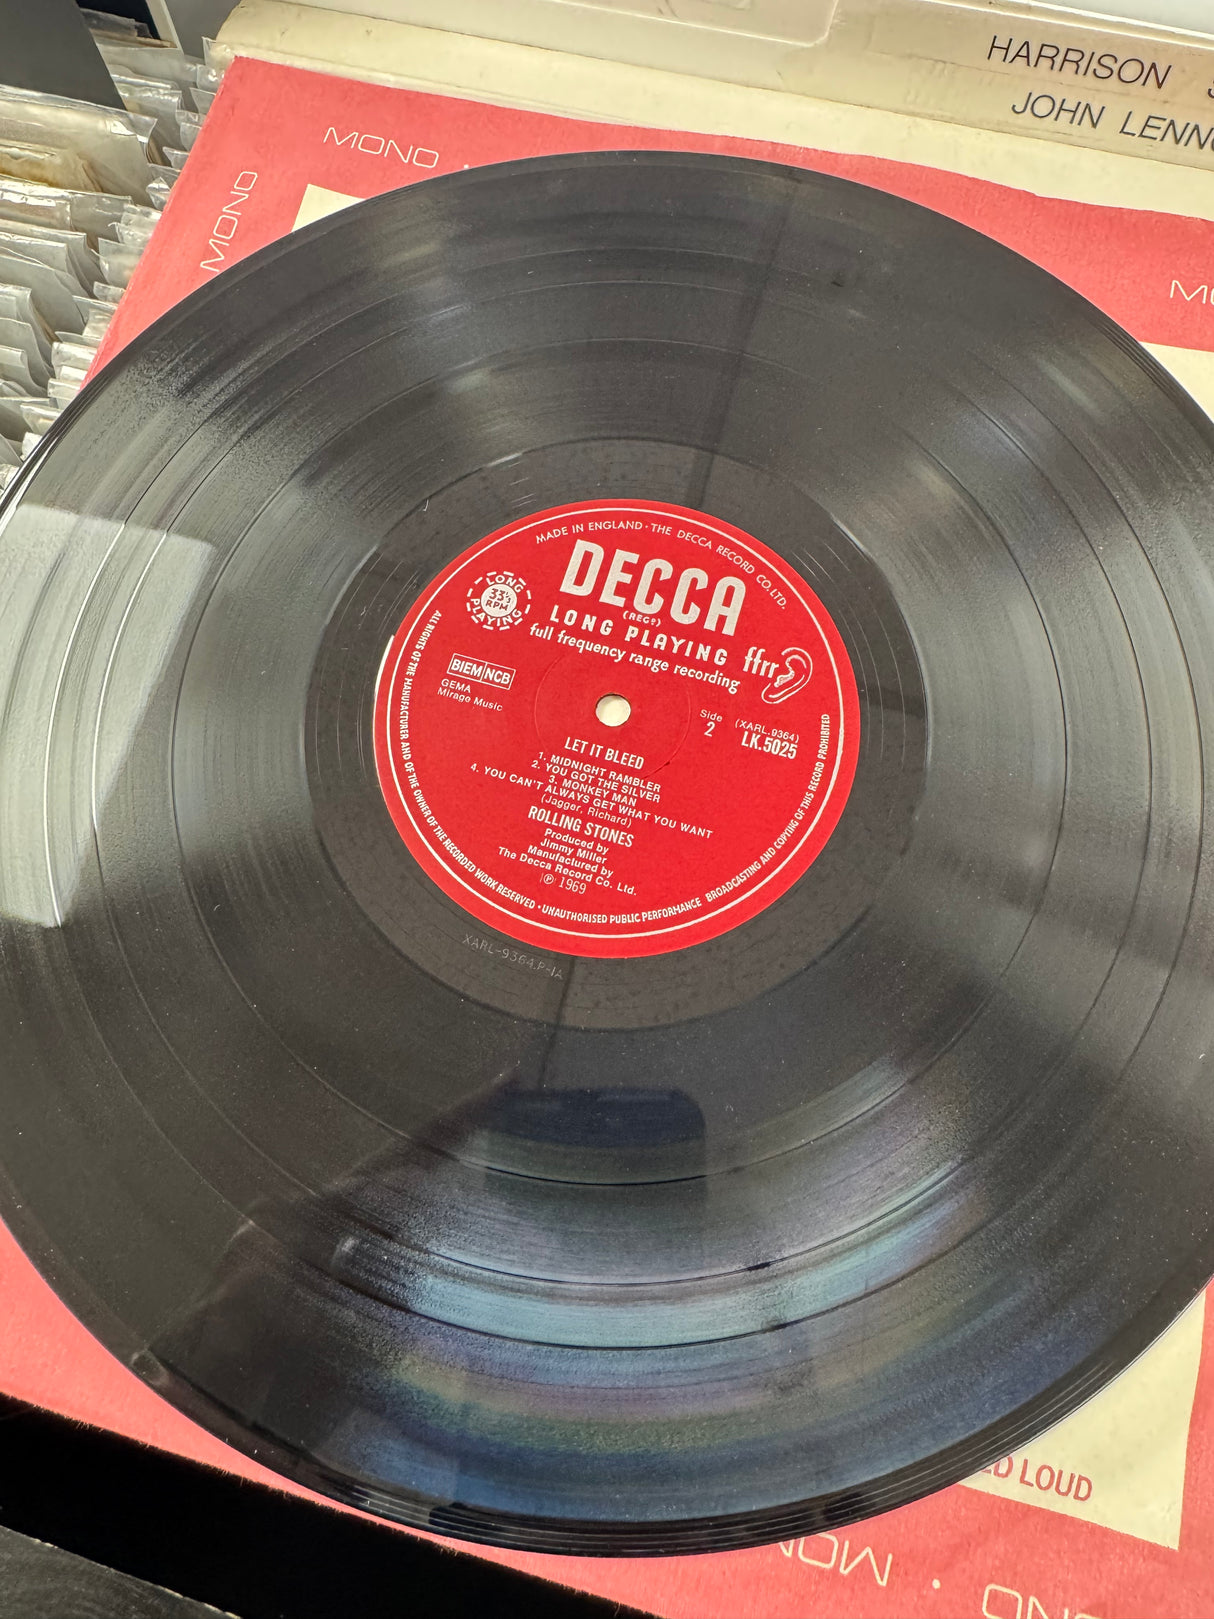 HARRISON
JOHN LENN
MONO
MONO
MADE IN ENGLAND · THE DECCA RECORD CO. LTD.
DECCA
(REGD)
LONG PLAYING
full frequency range recording
ffrr
LONG
33⅓
RPM
PLAYING
BIEM/NCB
GEMA
Mirage Music
Side
2
(XARL.9364)
LK.5025
LET IT BLEED
1. MIDNIGHT RAMBLER
2. YOU GOT THE SILVER
3. MONKEY MAN
4. YOU CAN'T ALWAYS GET WHAT YOU WANT
(Jagger, Richard)
ROLLING STONES
Produced by
Jimmy Miller
Manufactured by
The Decca Record Co. Ltd.
℗ 1969
ALL RIGHTS OF THE MANUFACTURER AND OF THE OWNER OF THE RECORDED WORK RESERVED · UNAUTHORISED PUBLIC PERFORMANCE BROADCASTING AND COPYING OF THIS RECORD PROHIBITED
XARL-9364.P-1A
LOUD
MONO · MONO